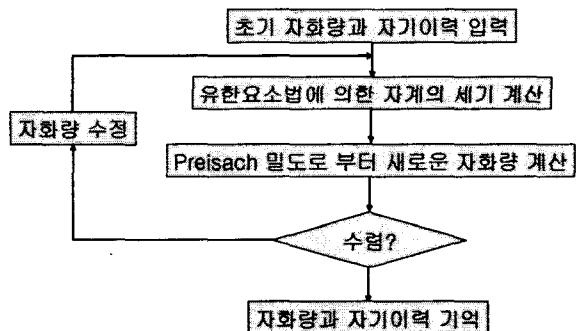 초기 자화량과 자기이력 입력
유한요소법에 의한 자계의 세기 계산
자화량 수정
Preisach 밀도로 부터 새로운 자화량 계산
수렴?
자화량과 자기이력 기억